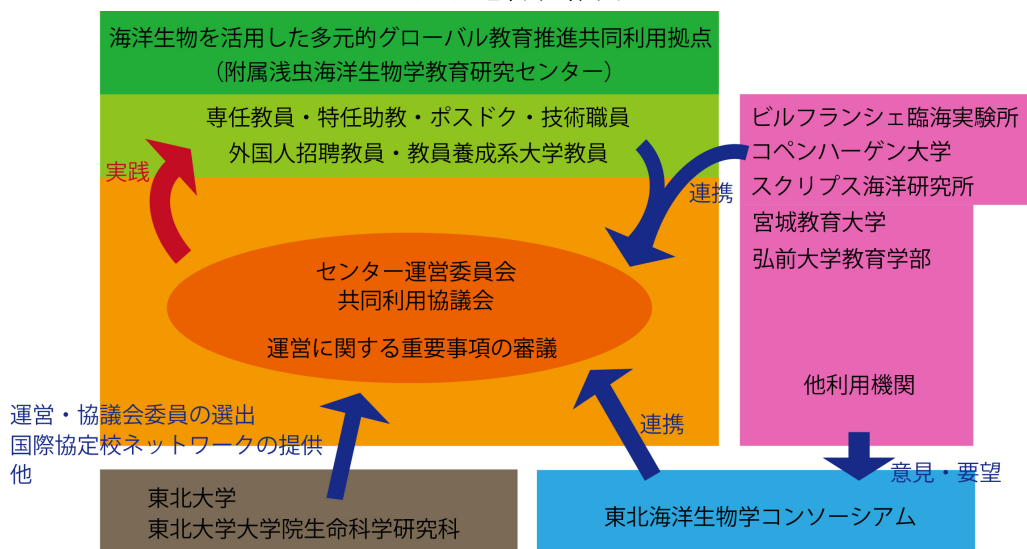 海洋生物を活用した多元的グローバル教育推進共同利用拠点
（附属浅虫海洋生物学教育研究センター）
専任教員・特任助教・ポスドク・技術職員
外国人招聘教員・教員養成系大学教員
実践
連携
ビルフランシェ臨海実験所
コペンハーゲン大学
スクリプス海洋研究所
宮城教育大学
弘前大学教育学部
他利用機関
センター運営委員会
共同利用協議会
運営に関する重要事項の審議
運営・協議会委員の選出
国際協定校ネットワークの提供
他
連携
意見・要望
東北大学
東北大学大学院生命科学研究科
東北海洋生物学コンソーシアム